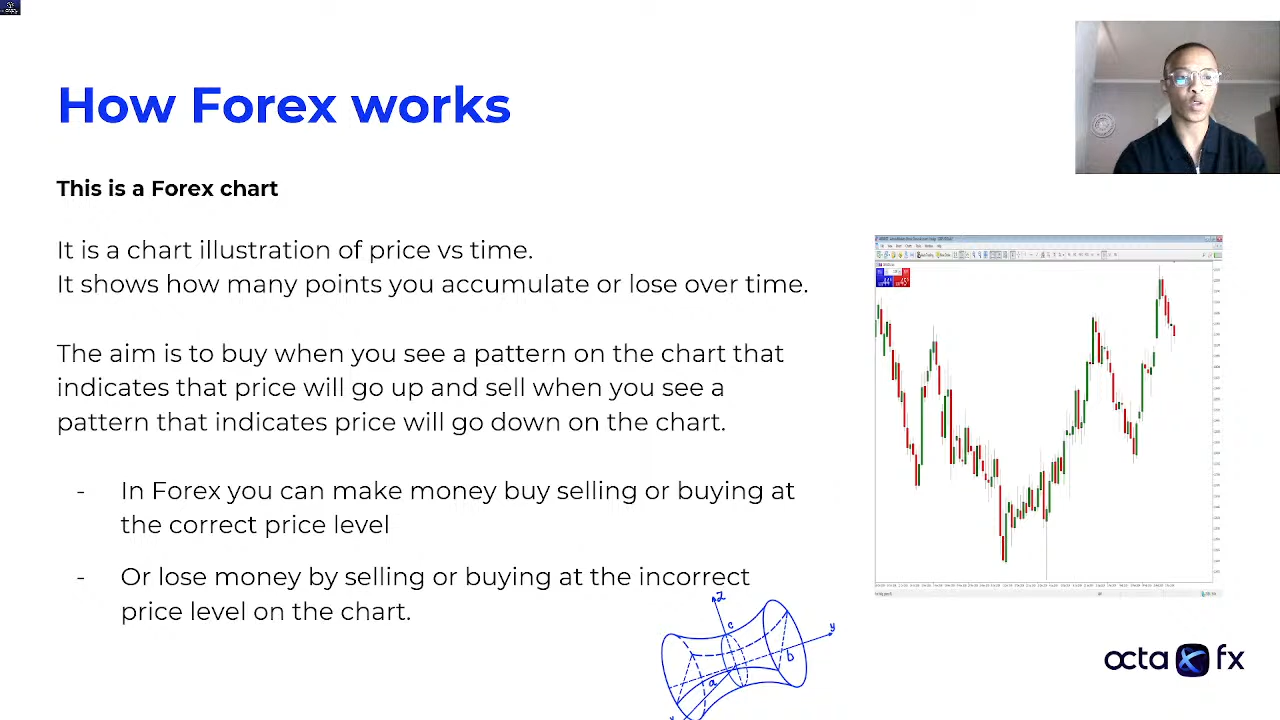 How Forex works
This is a Forex chart
It is a chart illustration of price vs time.
It shows how many points you accumulate or lose over time.
The aim is to buy when you see a pattern on the chart that
indicates that price will go up and sell when you see a
pattern that indicates price will go down on the chart.
- In Forex you can make money buy selling or buying at
the correct price level
- Or lose money by selling or buying at the incorrect
price level on the chart.
z
c
y
b
a
octa fx